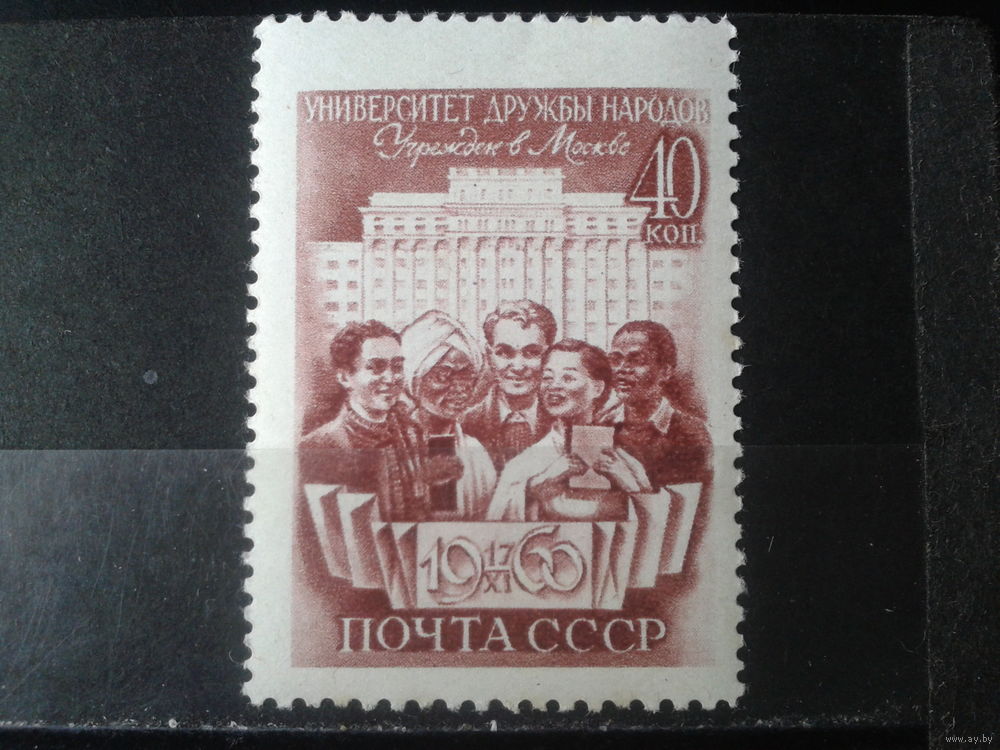 УНИВЕРСИТЕТ ДРУЖБЫ НАРОДОВ
Учрежден в Москве
40
КОП.
19 17 XI 60
ПОЧТА СССР
www.ay.by